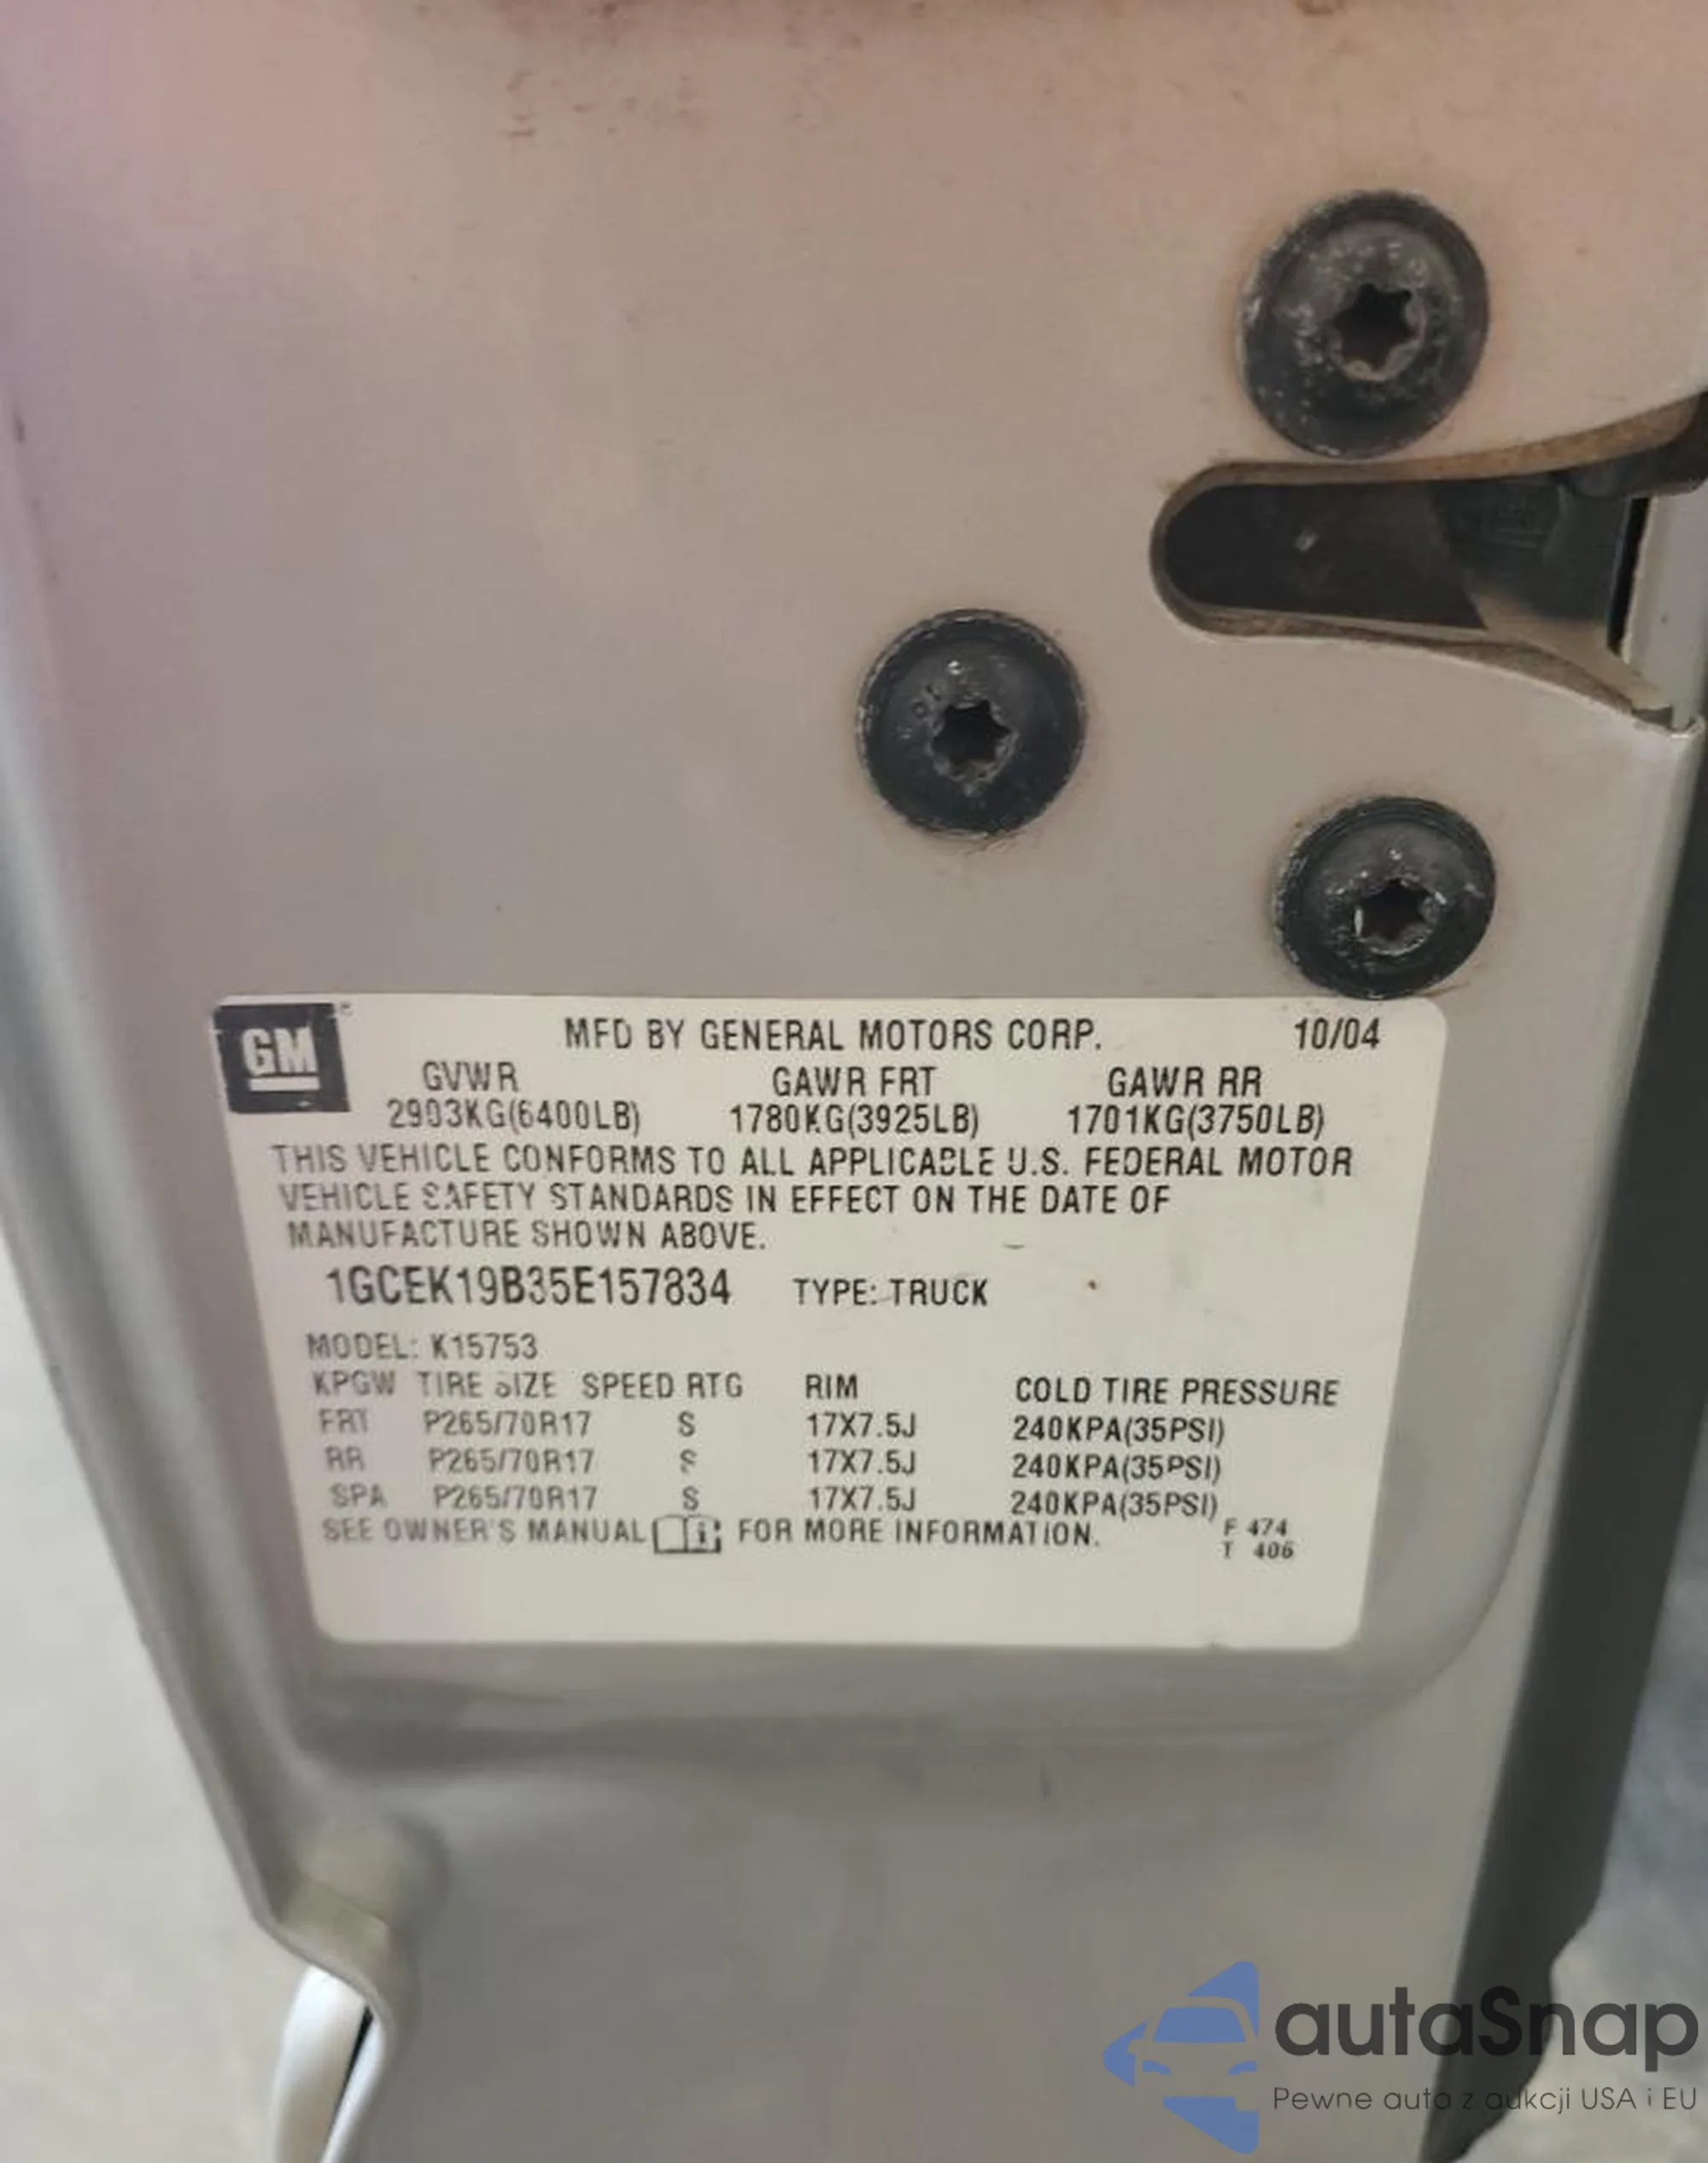 GM
MFD BY GENERAL MOTORS CORP. 10/04
GVWR GAWR FRT GAWR RR
2903KG(6400LB) 1780KG(3925LB) 1701KG(3750LB)
THIS VEHICLE CONFORMS TO ALL APPLICABLE U.S. FEDERAL MOTOR
VEHICLE SAFETY STANDARDS IN EFFECT ON THE DATE OF
MANUFACTURE SHOWN ABOVE.
1GCEK19B35E157834 TYPE: TRUCK
MODEL: K15753
KPGW TIRE SIZE SPEED RTG RIM COLD TIRE PRESSURE
FRT P265/70R17 S 17X7.5J 240KPA(35PSI)
RR P265/70R17 S 17X7.5J 240KPA(35PSI)
SPA P265/70R17 S 17X7.5J 240KPA(35PSI)
SEE OWNER'S MANUAL FOR MORE INFORMATION. F 474
T 406
autaSnap
Pewne auta z aukcji USA i EU